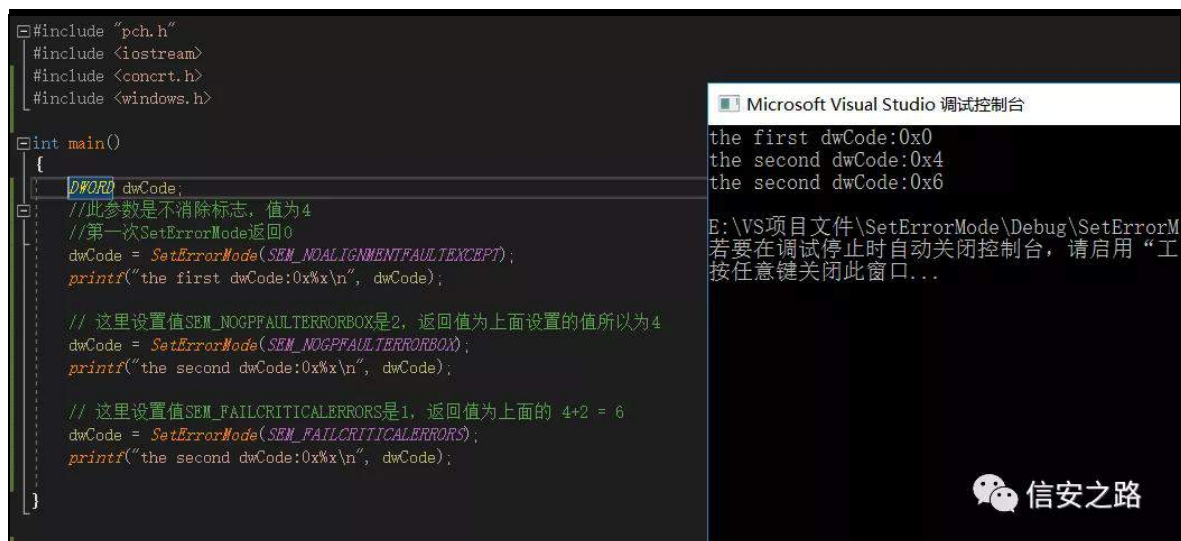 #include "pch.h"
#include <iostream>
#include <concrt.h>
#include <windows.h>
int main()
{
DWORD dwCode;
//此参数是不消除标志，值为4
//第一次SetErrorMode返回0
dwCode = SetErrorMode(SEM_NOALIGNMENTFAULTEXCEPT);
printf("the first dwCode:0x%x\n", dwCode);
// 这里设置值SEM_NOGPFAULTERRORBOX是2，返回值为上面设置的值所以为4
dwCode = SetErrorMode(SEM_NOGPFAULTERRORBOX);
printf("the second dwCode:0x%x\n", dwCode);
// 这里设置值SEM_FAILCRITICALERRORS是1，返回值为上面的 4+2 = 6
dwCode = SetErrorMode(SEM_FAILCRITICALERRORS);
printf("the second dwCode:0x%x\n", dwCode);
}
Microsoft Visual Studio 调试控制台
the first dwCode:0x0
the second dwCode:0x4
the second dwCode:0x6
E:\VS项目文件\SetErrorMode\Debug\SetErrorM
若要在调试停止时自动关闭控制台，请启用“工
按任意键关闭此窗口...
信安之路